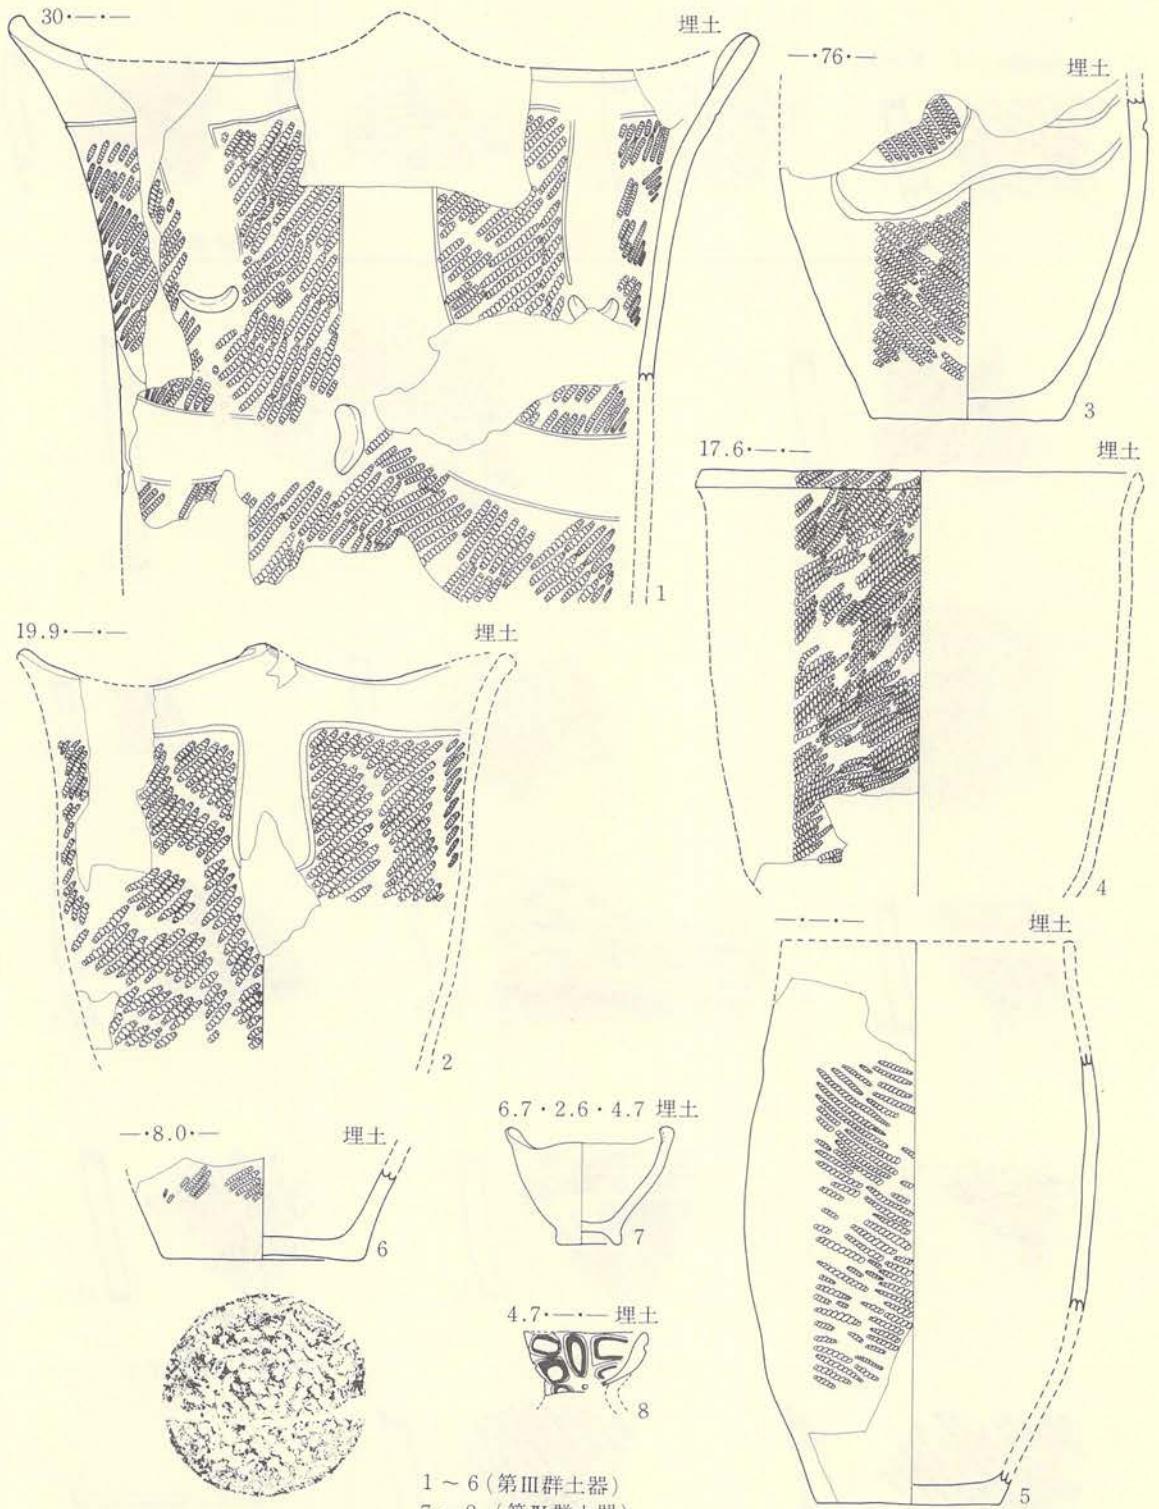 30・—・— 埋土
1
—・76・— 埋土
3
17.6・—・— 埋土
4
19.9・—・— 埋土
2
—・—・— 埋土
5
—・8.0・— 埋土
6
6.7・2.6・4.7 埋土
7
4.7・—・— 埋土
8
1～6(第Ⅲ群土器)